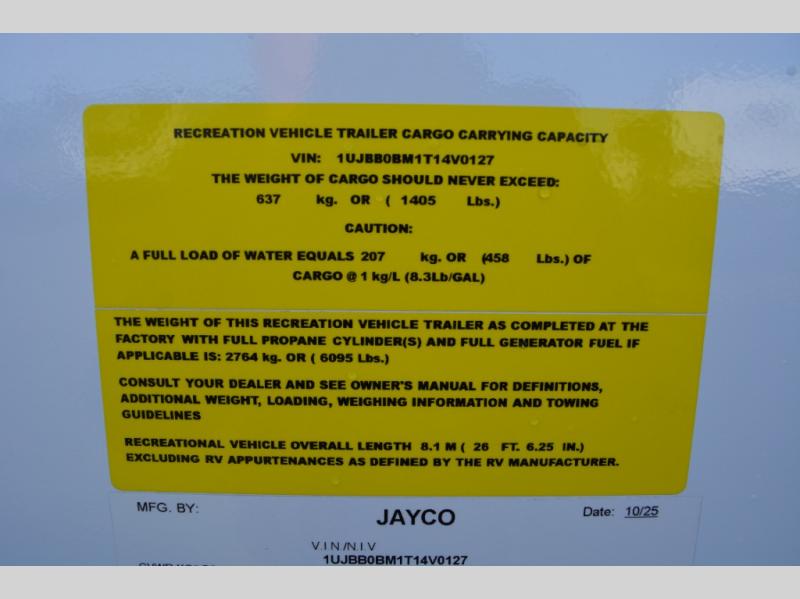 RECREATION VEHICLE TRAILER CARGO CARRYING CAPACITY
VIN: 1UJBB0BM1T14V0127
THE WEIGHT OF CARGO SHOULD NEVER EXCEED:
637 kg. OR ( 1405 Lbs.)
CAUTION:
A FULL LOAD OF WATER EQUALS 207 kg. OR (458 Lbs.) OF
CARGO @ 1 kg/L (8.3Lb/GAL)
THE WEIGHT OF THIS RECREATION VEHICLE TRAILER AS COMPLETED AT THE
FACTORY WITH FULL PROPANE CYLINDER(S) AND FULL GENERATOR FUEL IF
APPLICABLE IS: 2764 kg. OR ( 6095 Lbs.)
CONSULT YOUR DEALER AND SEE OWNER'S MANUAL FOR DEFINITIONS,
ADDITIONAL WEIGHT, LOADING, WEIGHING INFORMATION AND TOWING
GUIDELINES
RECREATIONAL VEHICLE OVERALL LENGTH 8.1 M ( 26 FT. 6.25 IN.)
EXCLUDING RV APPURTENANCES AS DEFINED BY THE RV MANUFACTURER.
MFG. BY: JAYCO Date: 10/25
V.I.N/N.I.V
1UJBB0BM1T14V0127